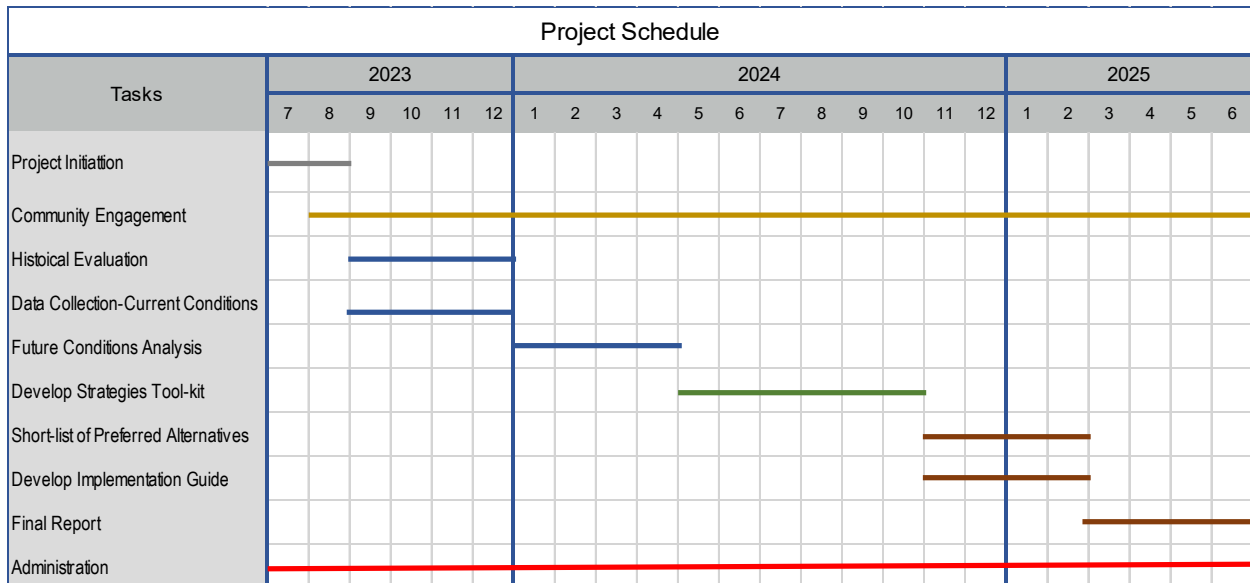 Project Schedule
Tasks
2023 2024 2025
7 8 9 10 11 12 1 2 3 4 5 6 7 8 9 10 11 12 1 2 3 4 5 6
Project Initiattion
Community Engagement
Histoical Evaluation
Data Collection-Current Conditions
Future Conditions Analysis
Develop Strategies Tool-kit
Short-list of Preferred Alternatives
Develop Implementation Guide
Final Report
Administration